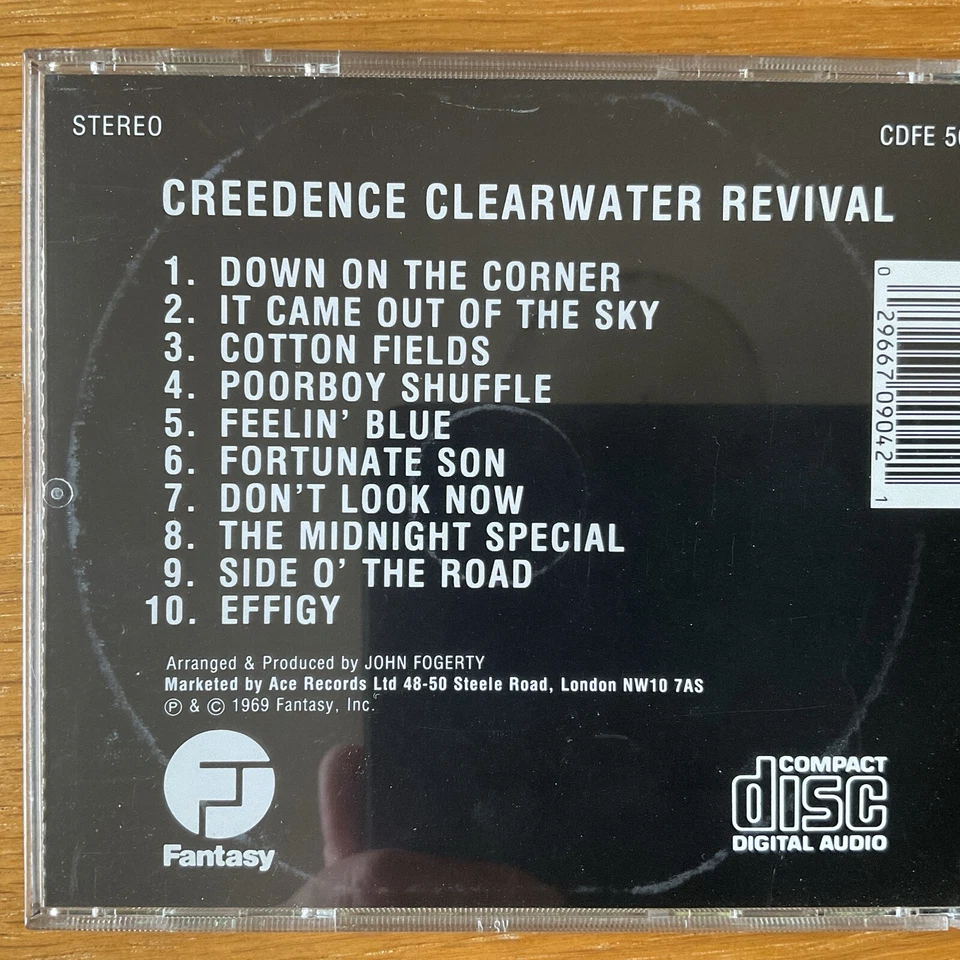 STEREO
CDFE 50
CREEDENCE CLEARWATER REVIVAL
1. DOWN ON THE CORNER
2. IT CAME OUT OF THE SKY
3. COTTON FIELDS
4. POORBOY SHUFFLE
5. FEELIN' BLUE
6. FORTUNATE SON
7. DON'T LOOK NOW
8. THE MIDNIGHT SPECIAL
9. SIDE O' THE ROAD
10. EFFIGY
0 29667 09042 1
Arranged & Produced by JOHN FOGERTY
Marketed by Ace Records Ltd 48-50 Steele Road, London NW10 7AS
℗ & © 1969 Fantasy, Inc.
Fantasy
COMPACT
disc
DIGITAL AUDIO